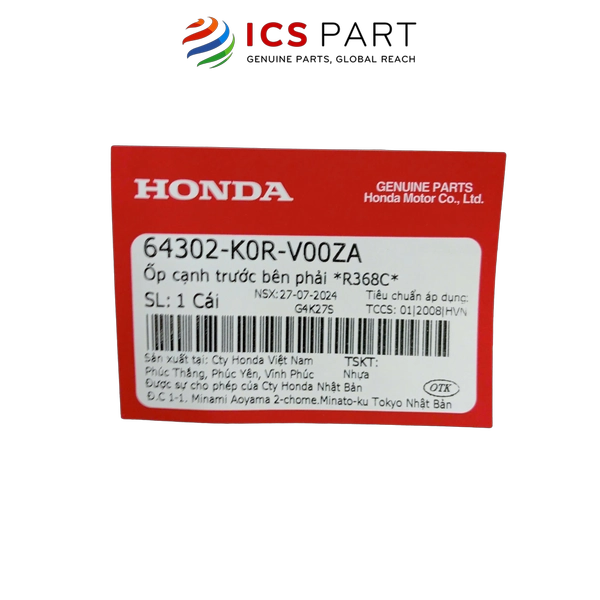 ICS PART
GENUINE PARTS, GLOBAL REACH
HONDA
GENUINE PARTS
Honda Motor Co., Ltd.
64302-K0R-V00ZA
Ốp cạnh trước bên phải *R368C*
SL: 1 Cái
NSX:27-07-2024
G4K27S
Tiêu chuẩn áp dụng:
TCCS: 01|2008|HVN
Sản xuất tại: Cty Honda Việt Nam
Phúc Thắng, Phúc Yên, Vĩnh Phúc
TSKT:
Nhựa
Được sự cho phép của Cty Honda Nhật Bản
Đ.C 1-1. Minami Aoyama 2-chome.Minato-ku Tokyo Nhật Bản
OTK